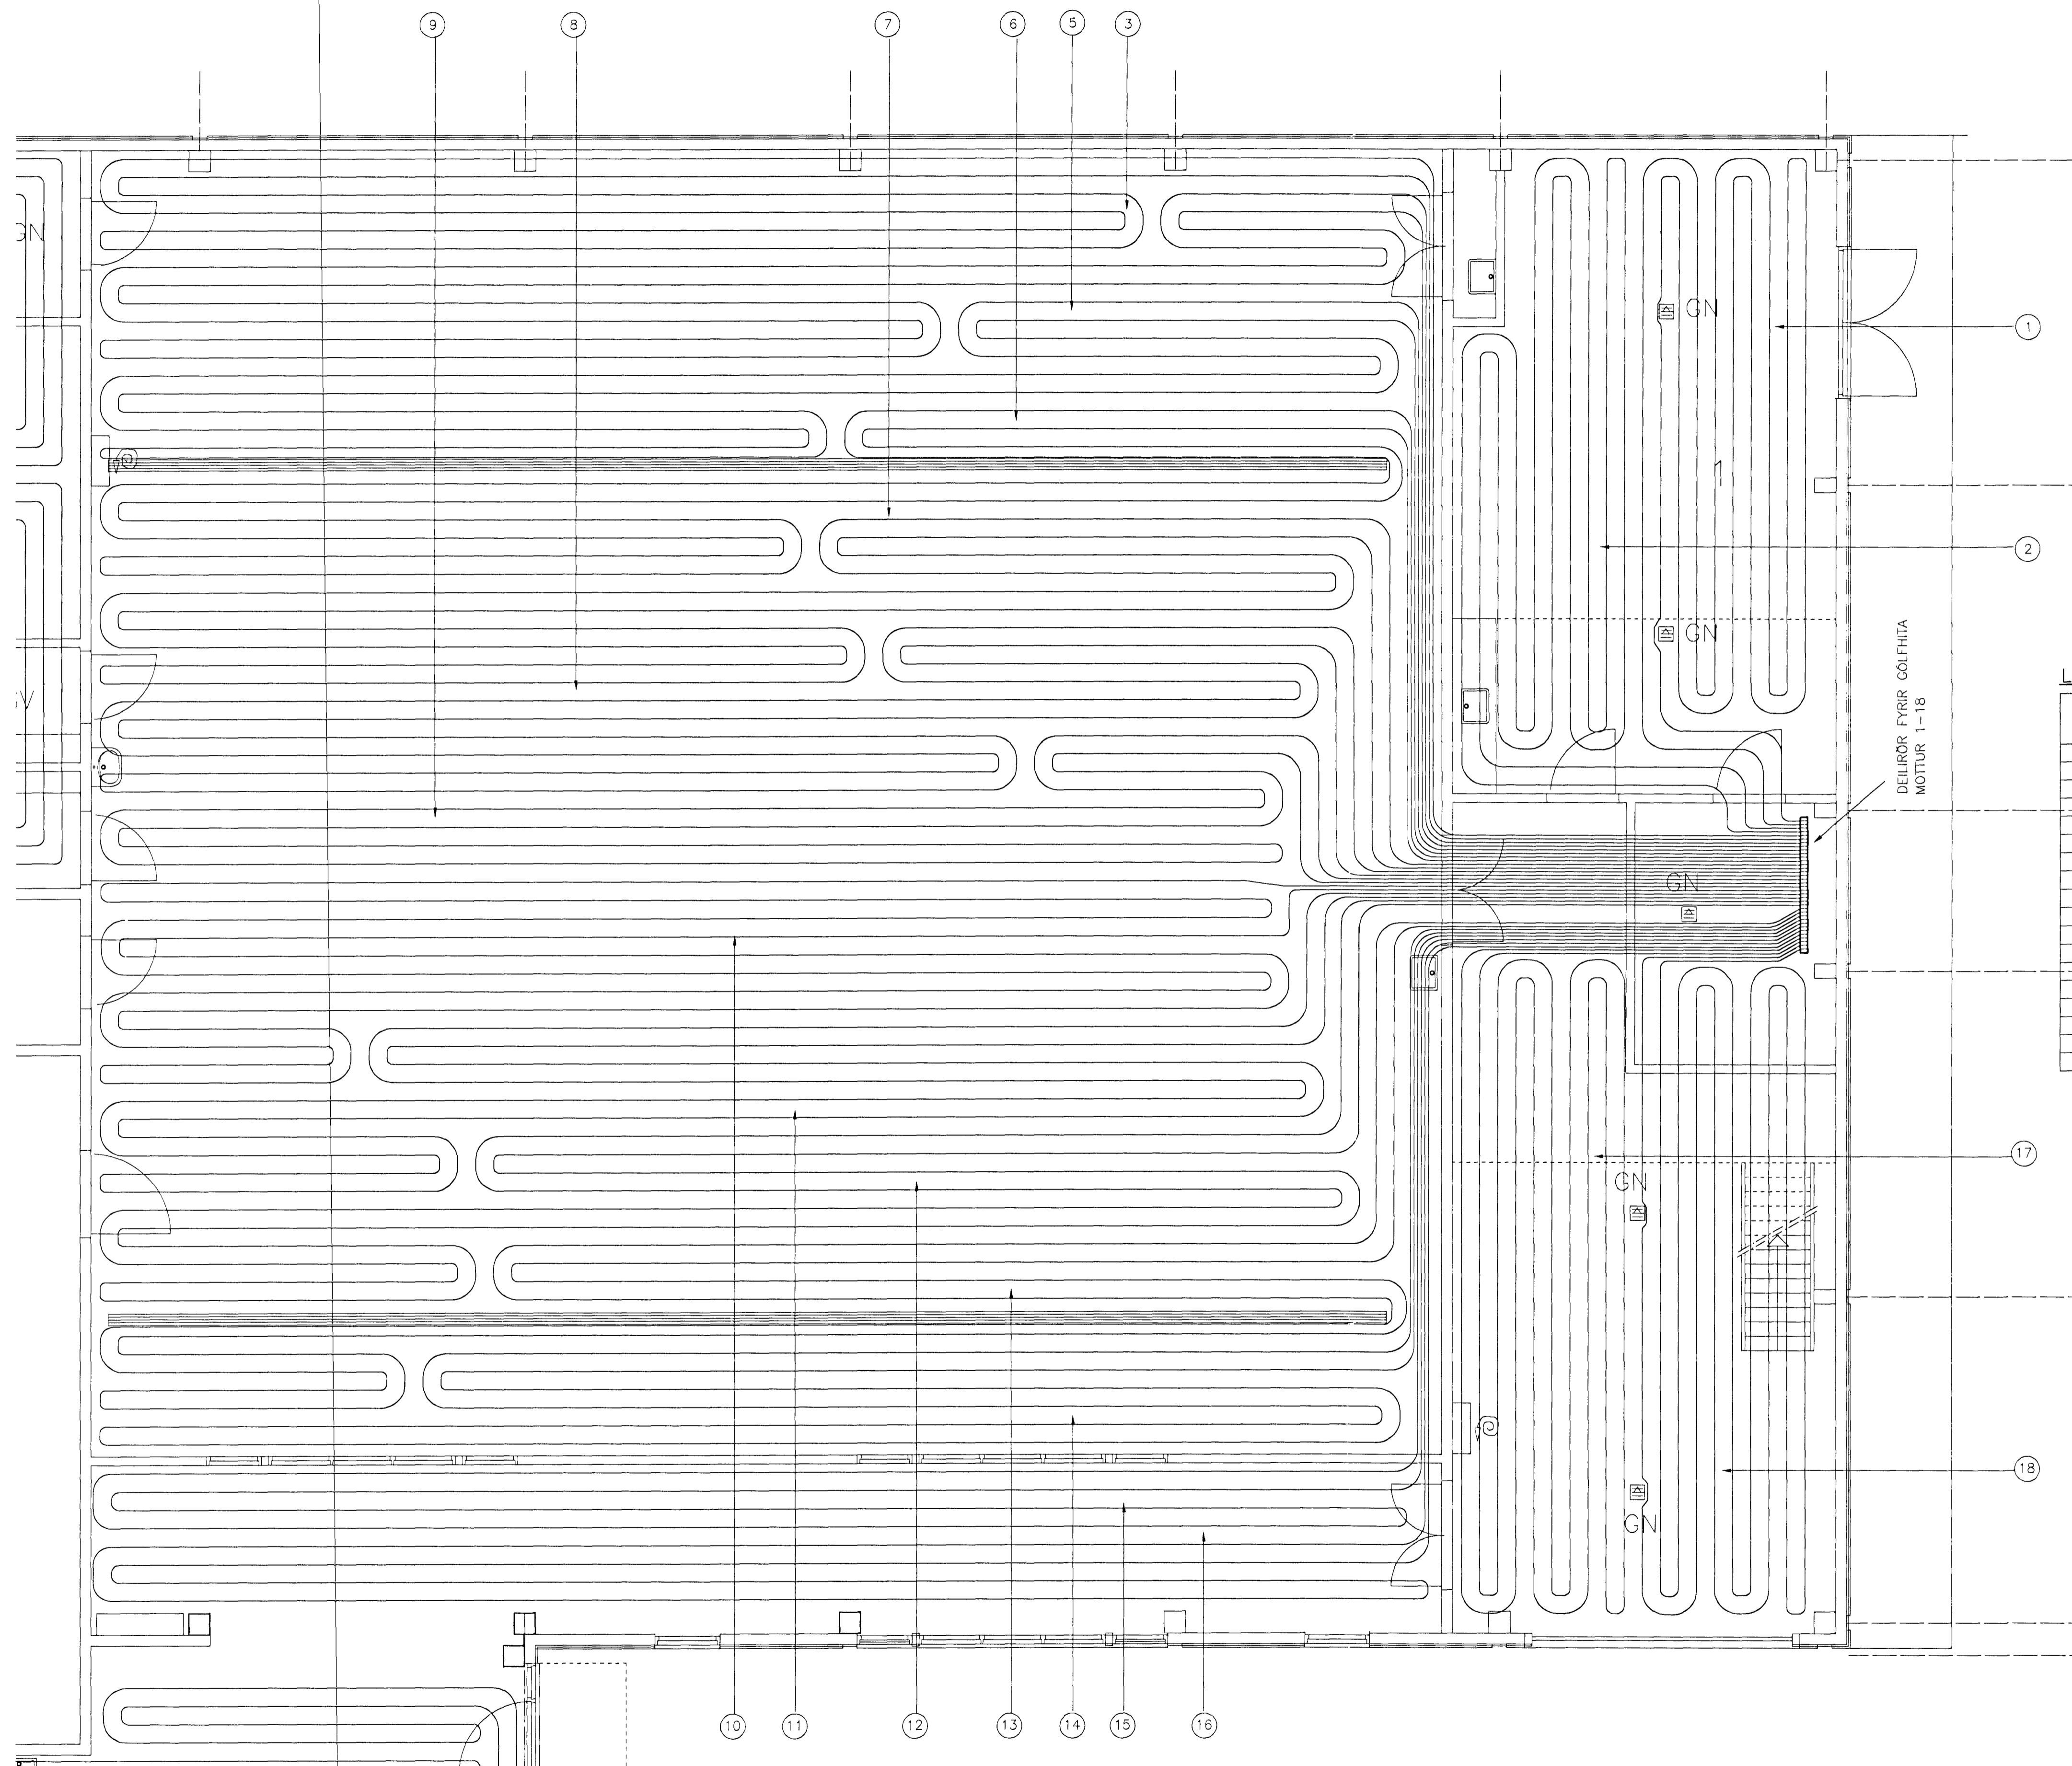 9
8
7
6
5
3
GN
GN
1
1
2
GN
DEILIRÖR FYRIR GÓLFHITA
MOTTUR 1-18
GN
17
GN
18
GN
10
11
12
13
14
15
16